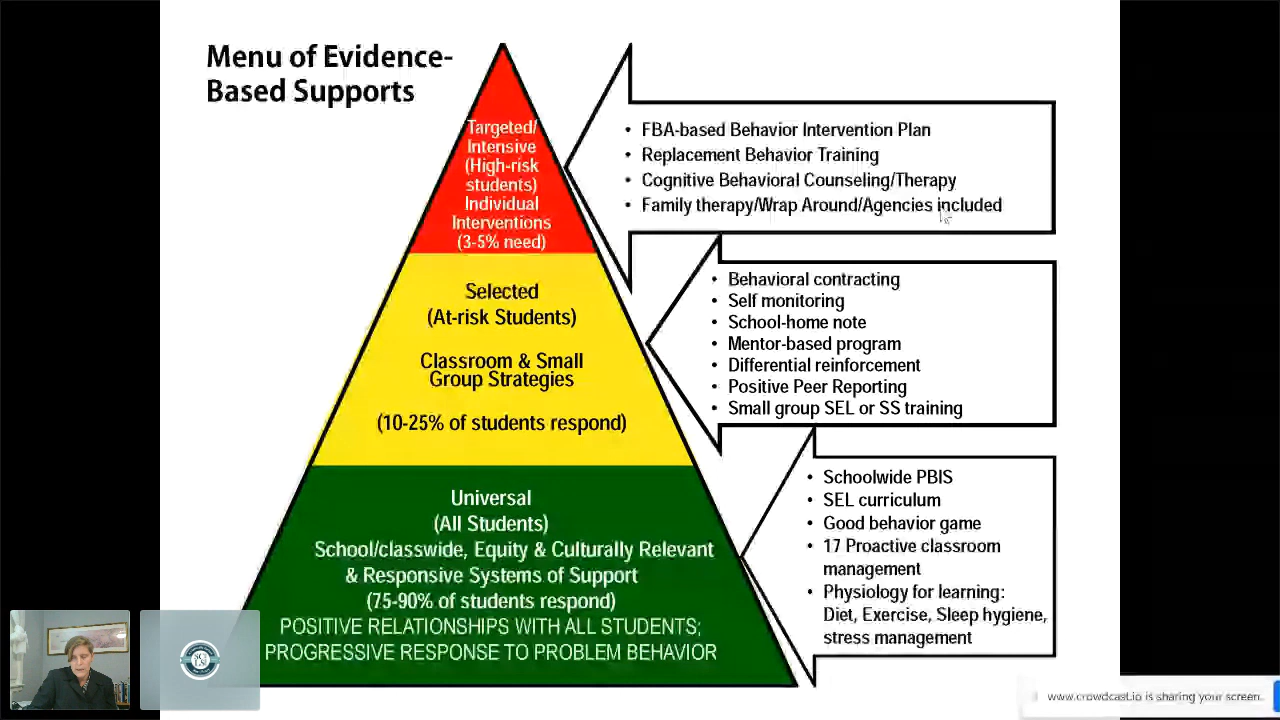 Menu of Evidence-
Based Supports
Targeted/
Intensive
(High-risk
students)
Individual
Interventions
(3-5% need)
• FBA-based Behavior Intervention Plan
• Replacement Behavior Training
• Cognitive Behavioral Counseling/Therapy
• Family therapy/Wrap Around/Agencies included
Selected
(At-risk Students)
Classroom & Small
Group Strategies
(10-25% of students respond)
• Behavioral contracting
• Self monitoring
• School-home note
• Mentor-based program
• Differential reinforcement
• Positive Peer Reporting
• Small group SEL or SS training
Universal
(All Students)
School/classwide, Equity & Culturally Relevant
& Responsive Systems of Support
(75-90% of students respond)
POSITIVE RELATIONSHIPS WITH ALL STUDENTS;
PROGRESSIVE RESPONSE TO PROBLEM BEHAVIOR
• Schoolwide PBIS
• SEL curriculum
• Good behavior game
• 17 Proactive classroom
management
• Physiology for learning:
Diet, Exercise, Sleep hygiene,
stress management
www.crowdcast.io is sharing your screen.